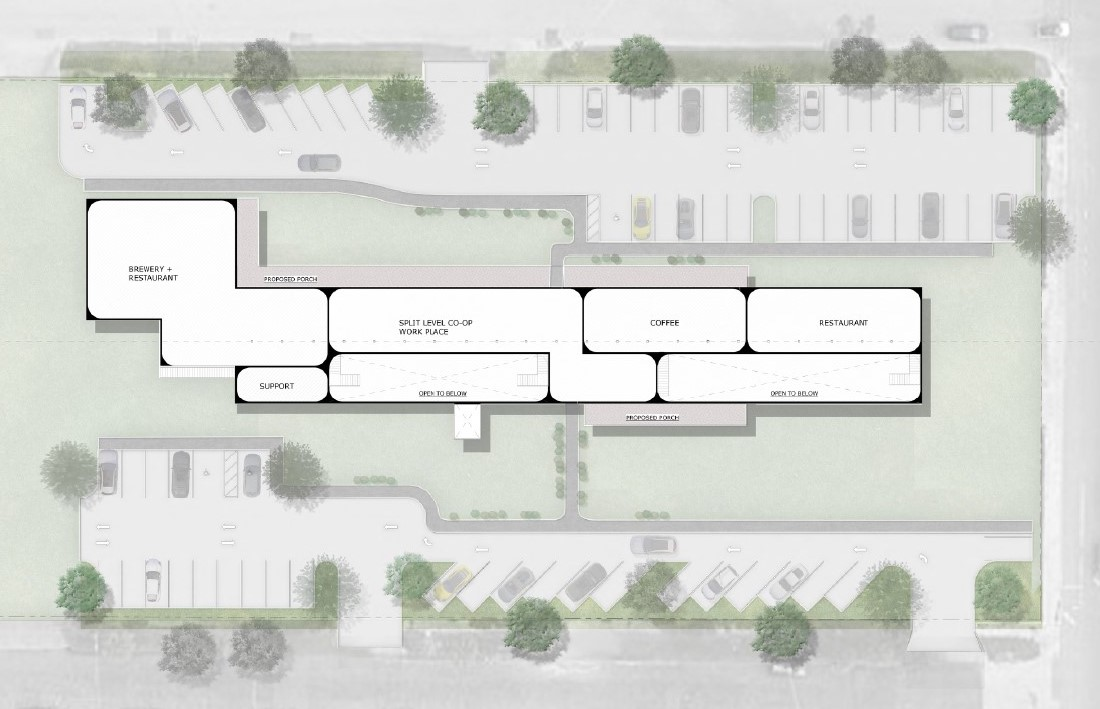 BREWERY +
RESTAURANT
PROPOSED PORCH
SPLIT LEVEL CO-OP
WORK PLACE
COFFEE
RESTAURANT
SUPPORT
OPEN TO BELOW
OPEN TO BELOW
PROPOSED PORCH